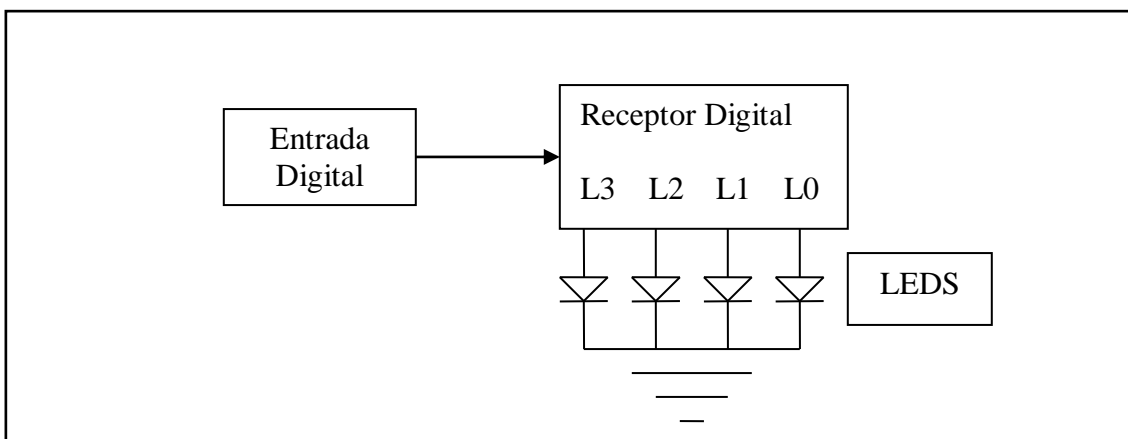 Entrada
Digital
Receptor Digital
L3 L2 L1 L0
LEDS